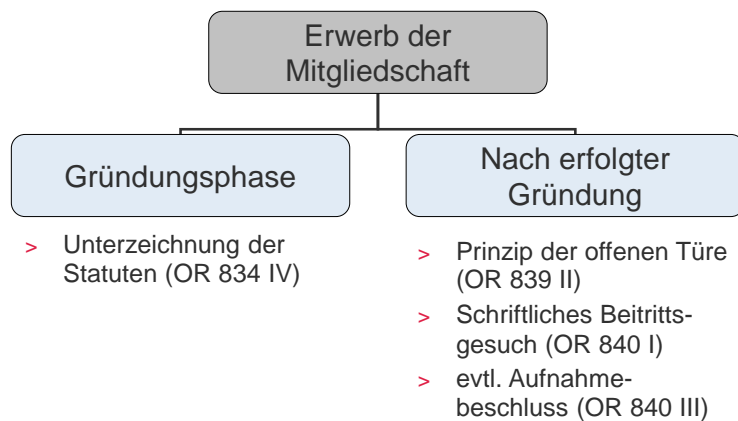 Erwerb der
Mitgliedschaft
Gründungsphase
> Unterzeichnung der
Statuten (OR 834 IV)
Nach erfolgter
Gründung
> Prinzip der offenen Türe
(OR 839 II)
> Schriftliches Beitritts-
gesuch (OR 840 I)
> evtl. Aufnahme-
beschluss (OR 840 III)